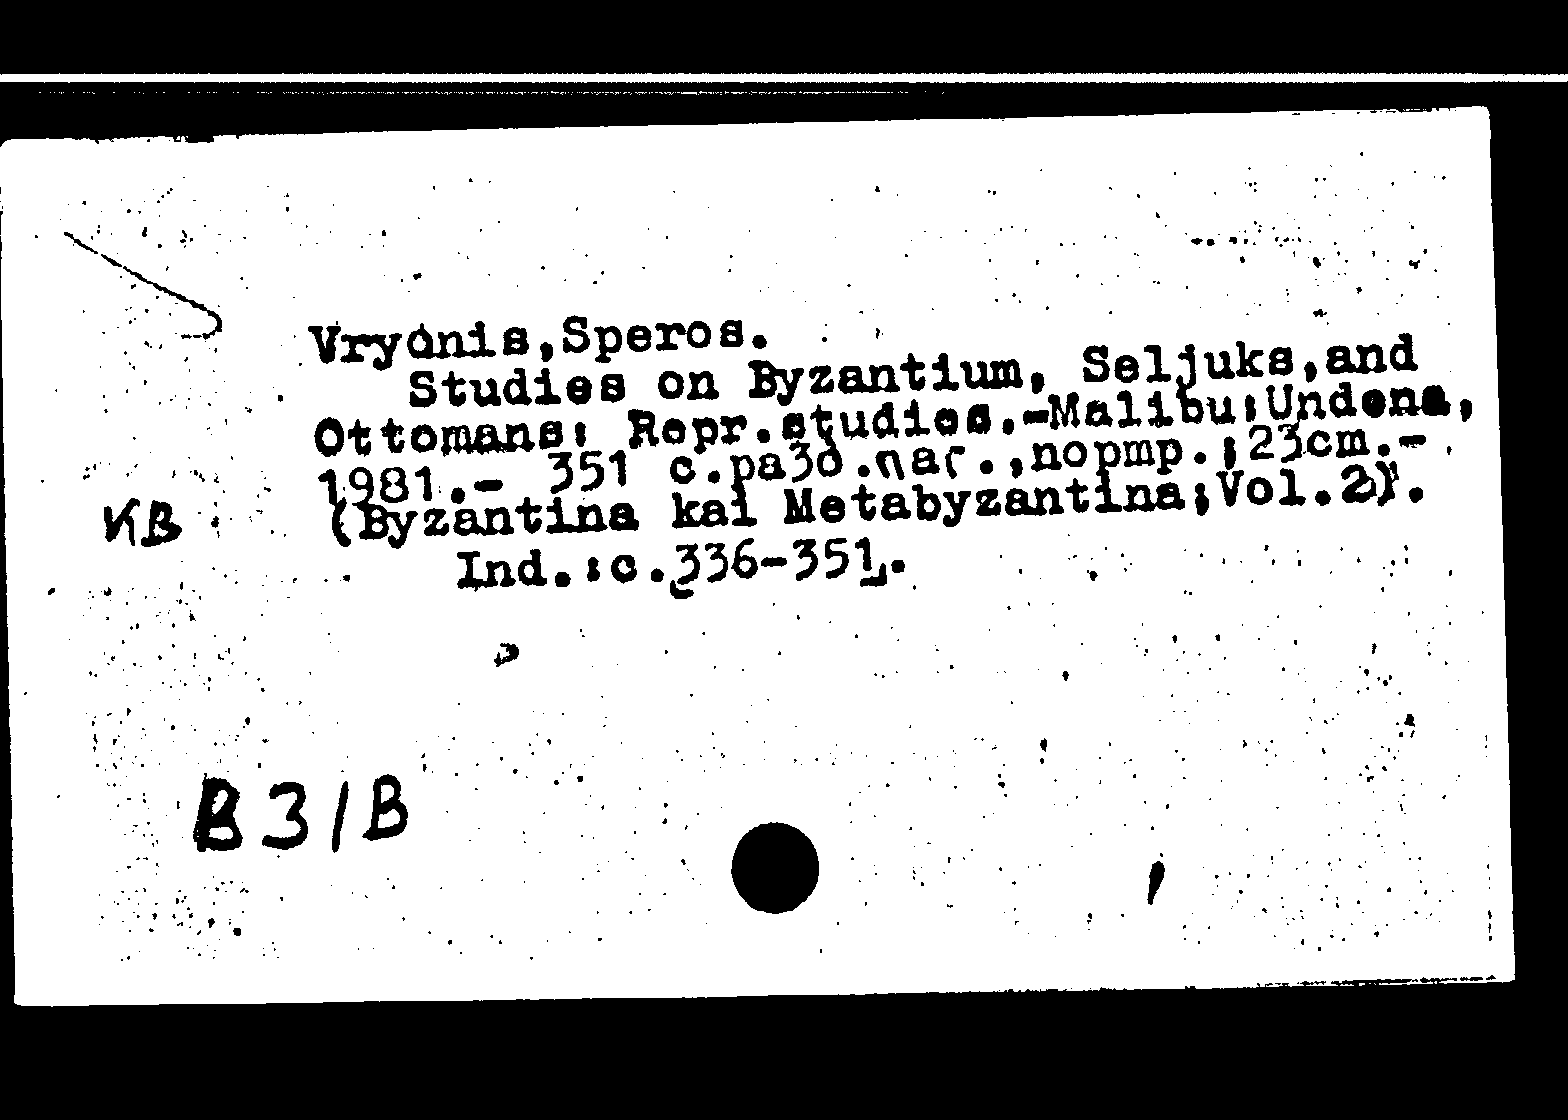 Vryonis,Speros.
Studies on Byzantium, Seljuks,and
Ottomans: Repr.studies.-Malibu:Undena,
1981.- 351 с.разд.паг.,портр.;23cm.-
(Byzantina kai Metabyzantina;Vol.2).
KB
Ind.:c.336-351.
B 3/B